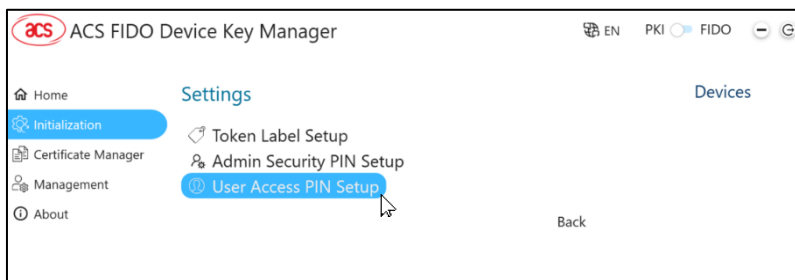 acs ACS FIDO Device Key Manager EN PKI FIDO
Home
Initialization
Certificate Manager
Management
About
Settings
Token Label Setup
Admin Security PIN Setup
User Access PIN Setup
Back
Devices